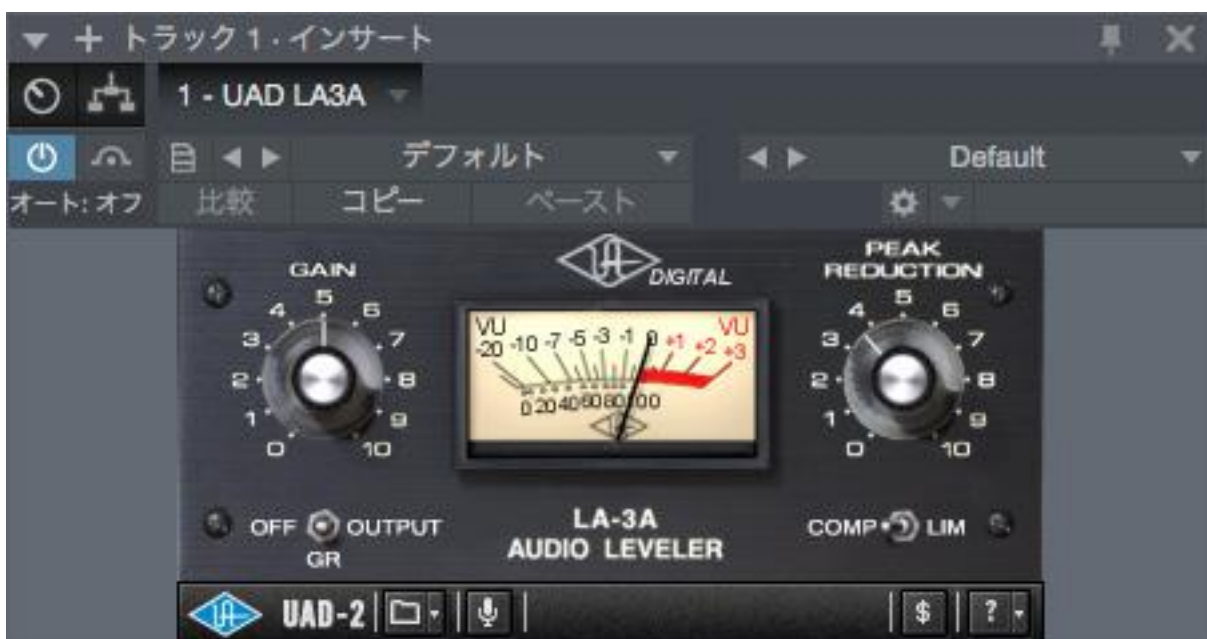 トラック 1・インサート
1 - UAD LA3A
デフォルト
Default
オート: オフ
比較
コピー
ペースト
GAIN
0 1 2 3 4 5 6 7 8 9 10
DIGITAL
VU VU
-20 -10 -7 -5 -3 -1 0 +1 +2 +3
0 20 40 60 80 100
PEAK
REDUCTION
0 1 2 3 4 5 6 7 8 9 10
OFF OUTPUT
GR
LA-3A
AUDIO LEVELER
COMP LIM
UAD-2
$
?